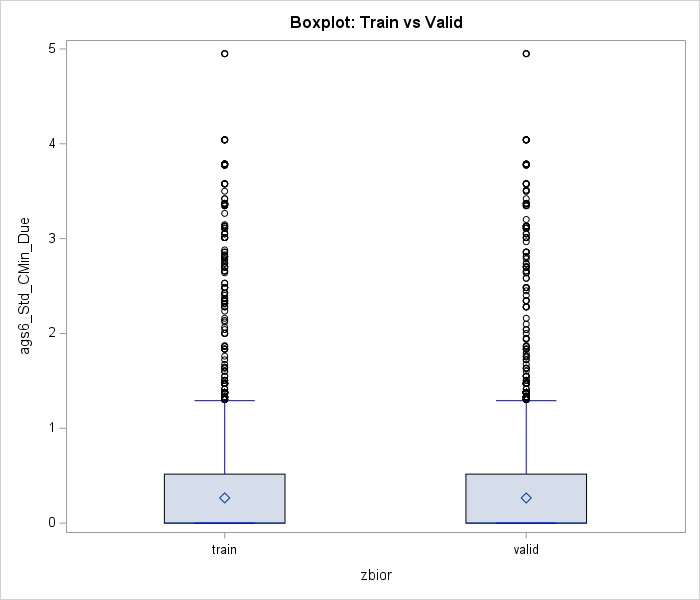 Boxplot: Train vs Valid
5
4
3
2
1
0
ags6_Std_CMin_Due
train
valid
zbior